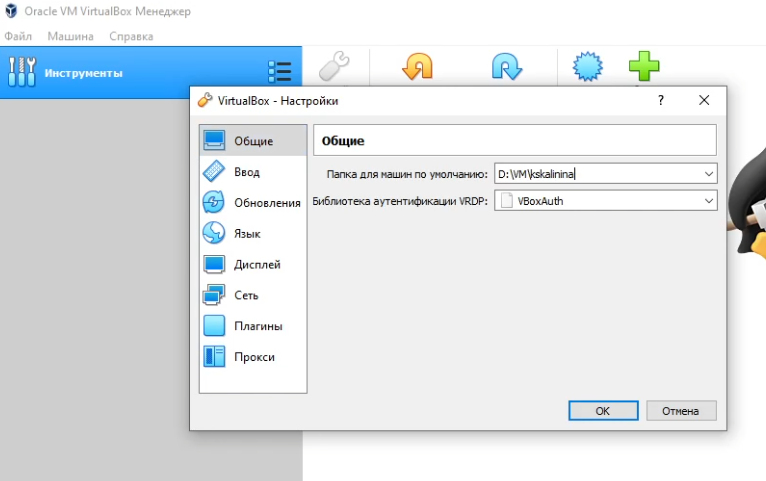 Oracle VM VirtualBox Менеджер
Файл Машина Справка
Инструменты
VirtualBox - Настройки
? 
Общие
Ввод
Обновления
Язык
Дисплей
Сеть
Плагины
Прокси
Общие
Папка для машин по умолчанию: D:\VM\kskalinina
Библиотека аутентификации VRDP: VBoxAuth
OK Отмена